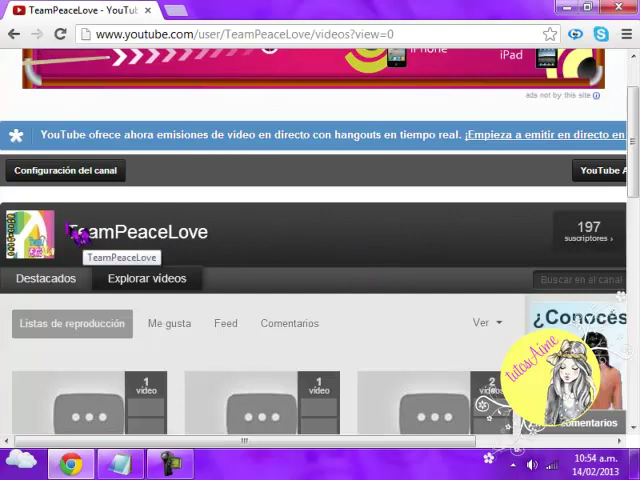 TeamPeaceLove - YouTub
www.youtube.com/user/TeamPeaceLove/videos?view=0
iPhone
iPad
ads not by this site
YouTube ofrece ahora emisiones de vídeo en directo con hangouts en tiempo real. ¡Empieza a emitir en directo en
Configuración del canal
YouTube A
TeamPeaceLove
197
suscriptores ›
TeamPeaceLove
Destacados
Explorar vídeos
Buscar en el canal
Listas de reproducción
Me gusta
Feed
Comentarios
Ver
¿Conocés
tutosAime
1
vídeo
1
vídeo
2
vídeos
comentarios
10:54 a.m.
14/02/2013